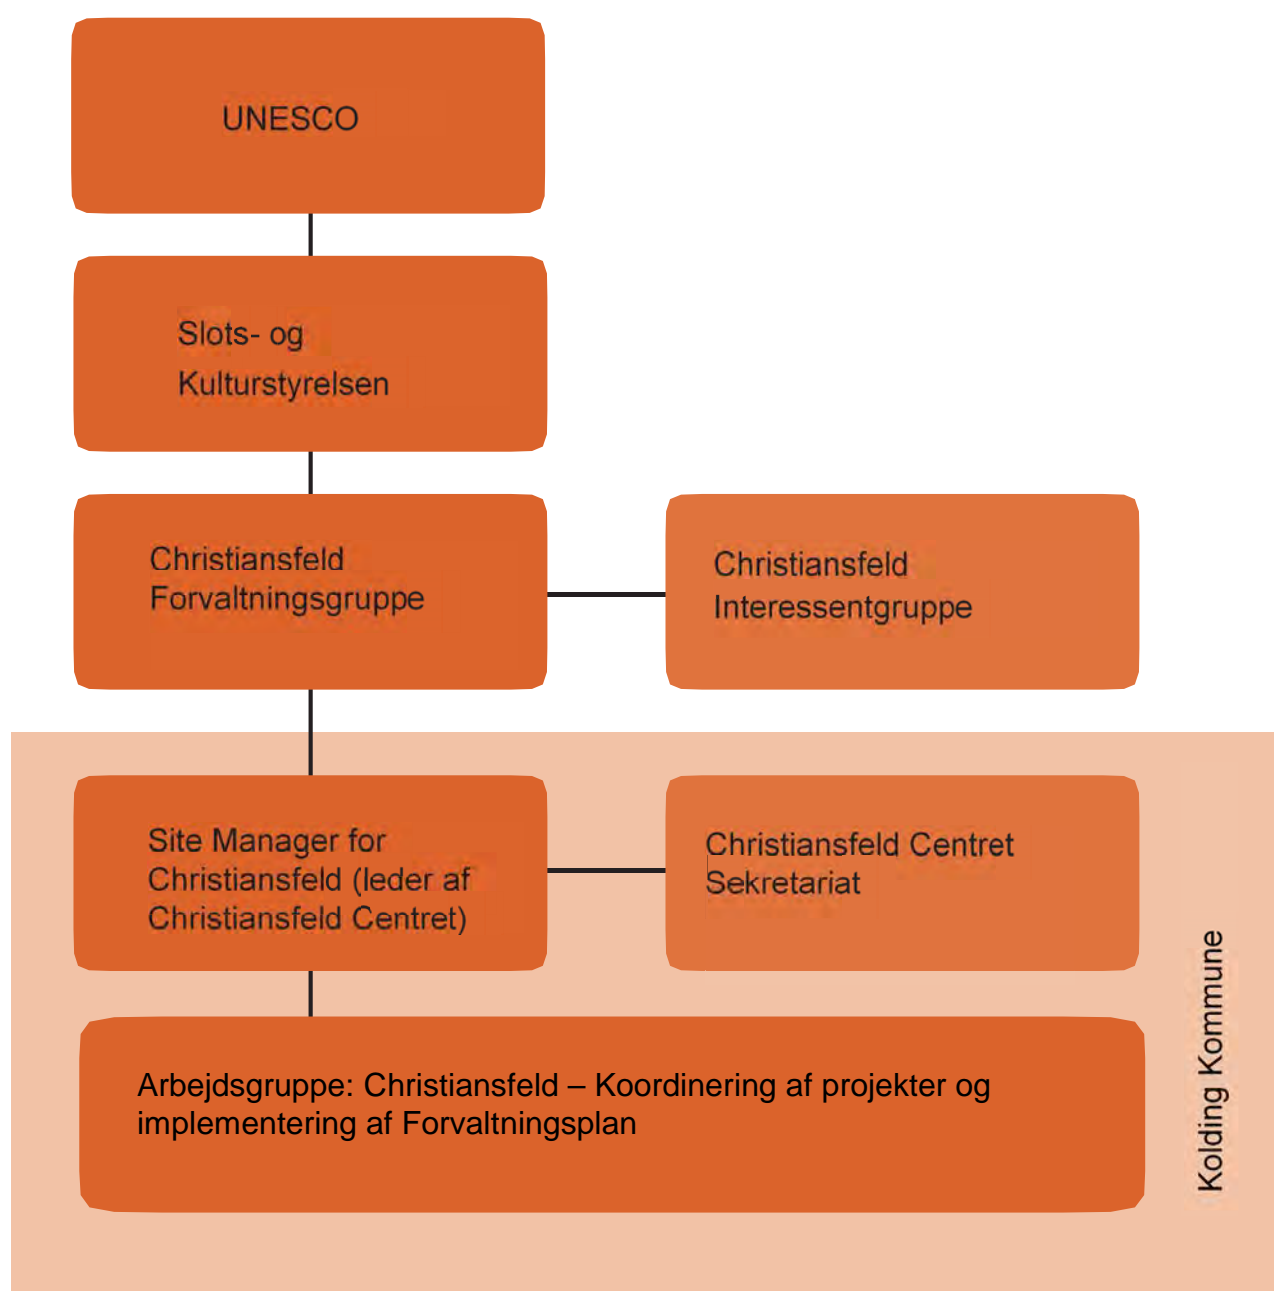 UNESCO
Slots- og
Kulturstyrelsen
Christiansfeld
Forvaltningsgruppe
Christiansfeld
Interessentgruppe
Site Manager for
Christiansfeld (leder af
Christiansfeld Centret)
Christiansfeld Centret
Sekretariat
Arbejdsgruppe: Christiansfeld – Koordinering af projekter og
implementering af Forvaltningsplan
Kolding Kommune